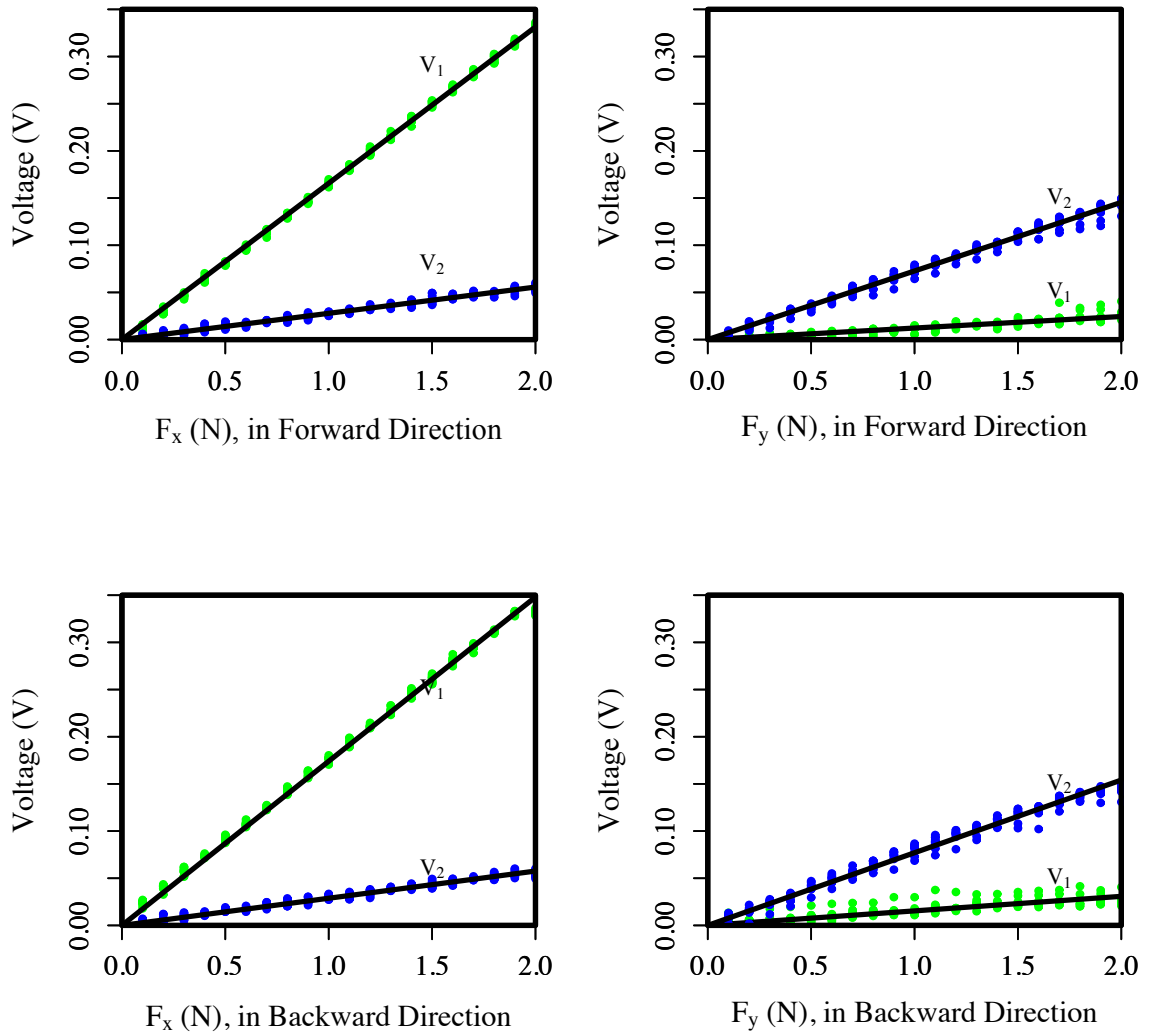 0.00 0.10 0.20 0.30
Voltage (V)
V1
V2
0.0 0.5 1.0 1.5 2.0
Fx (N), in Forward Direction
0.00 0.10 0.20 0.30
Voltage (V)
V2
V1
0.0 0.5 1.0 1.5 2.0
Fy (N), in Forward Direction
0.00 0.10 0.20 0.30
Voltage (V)
V1
V2
0.0 0.5 1.0 1.5 2.0
Fx (N), in Backward Direction
0.00 0.10 0.20 0.30
Voltage (V)
V2
V1
0.0 0.5 1.0 1.5 2.0
Fy (N), in Backward Direction